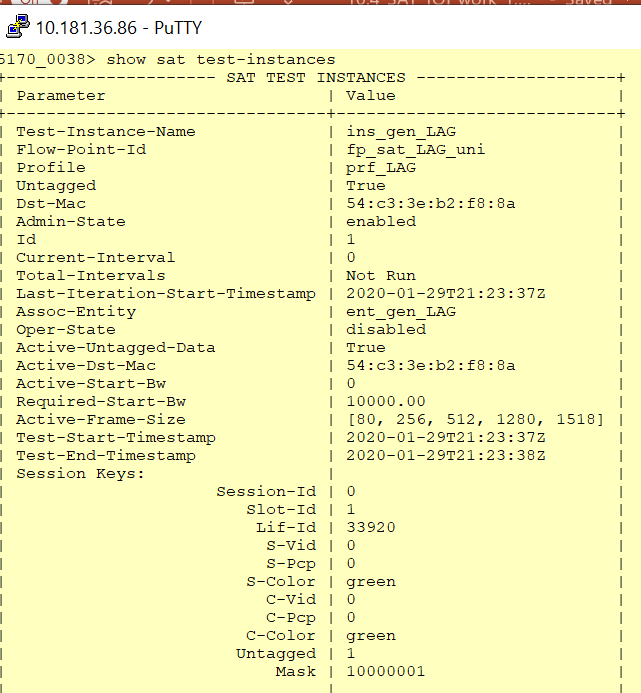 10.181.36.86 - PuTTY
5170_0038> show sat test-instances
+--------------------- SAT TEST INSTANCES --------------------+
| Parameter | Value |
+--------------------------------+----------------------------+
| Test-Instance-Name | ins_gen_LAG |
| Flow-Point-Id | fp_sat_LAG_uni |
| Profile | prf_LAG |
| Untagged | True |
| Dst-Mac | 54:c3:3e:b2:f8:8a |
| Admin-State | enabled |
| Id | 1 |
| Current-Interval | 0 |
| Total-Intervals | Not Run |
| Last-Iteration-Start-Timestamp | 2020-01-29T21:23:37Z |
| Assoc-Entity | ent_gen_LAG |
| Oper-State | disabled |
| Active-Untagged-Data | True |
| Active-Dst-Mac | 54:c3:3e:b2:f8:8a |
| Active-Start-Bw | 0 |
| Required-Start-Bw | 10000.00 |
| Active-Frame-Size | [80, 256, 512, 1280, 1518] |
| Test-Start-Timestamp | 2020-01-29T21:23:37Z |
| Test-End-Timestamp | 2020-01-29T21:23:38Z |
| Session Keys: | |
| Session-Id | 0 |
| Slot-Id | 1 |
| Lif-Id | 33920 |
| S-Vid | 0 |
| S-Pcp | 0 |
| S-Color | green |
| C-Vid | 0 |
| C-Pcp | 0 |
| C-Color | green |
| Untagged | 1 |
| Mask | 10000001 |